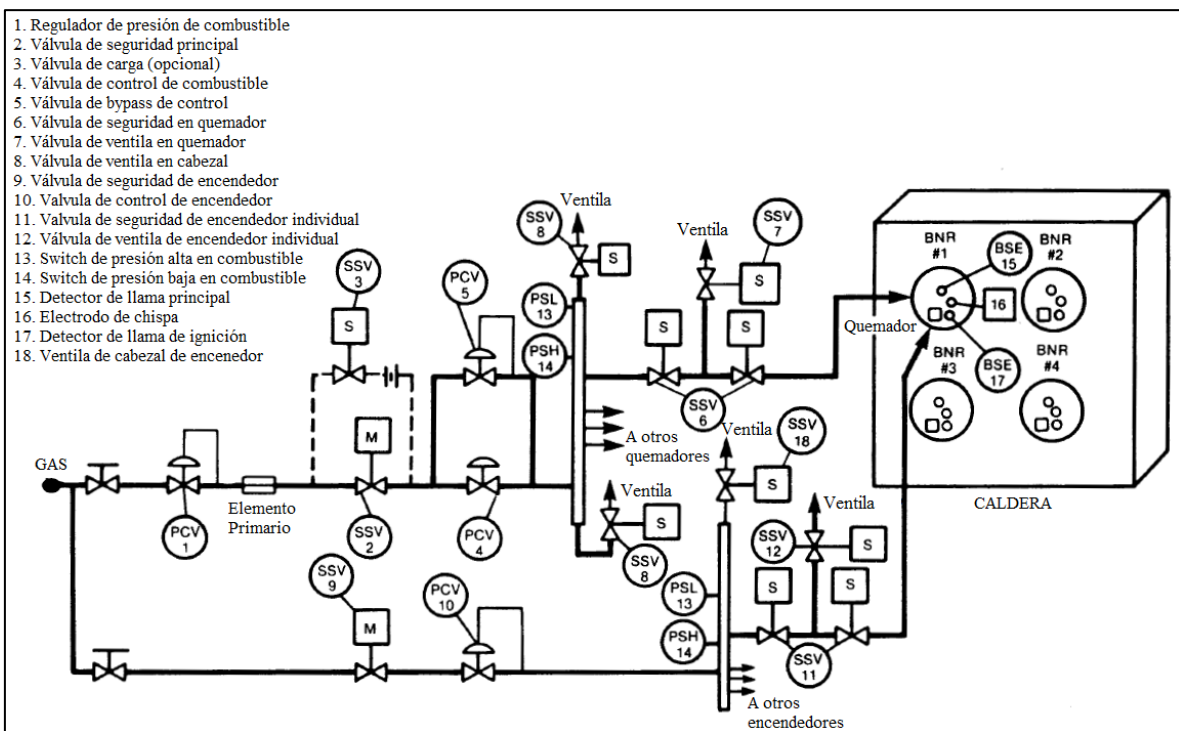 1. Regulador de presión de combustible
2. Válvula de seguridad principal
3. Válvula de carga (opcional)
4. Válvula de control de combustible
5. Válvula de bypass de control
6. Válvula de seguridad en quemador
7. Válvula de ventila en quemador
8. Válvula de ventila en cabezal
9. Válvula de seguridad de encendedor
10. Valvula de control de encendedor
11. Valvula de seguridad de encendedor individual
12. Válvula de ventila de encendedor individual
13. Switch de presión alta en combustible
14. Switch de presión baja en combustible
15. Detector de llama principal
16. Electrodo de chispa
17. Detector de llama de ignición
18. Ventila de cabezal de encenedor
SSV
3
S
PCV
5
Ventila
SSV
8
S
PSL
13
PSH
14
Ventila
SSV
7
S
S
S
SSV
6
A otros
quemadores
Quemador
BNR
#1
BSE
15
BNR
#2
16
BNR
#3
BSE
17
BNR
#4
CALDERA
GAS
PCV
1
Elemento
Primario
M
SSV
2
PCV
4
Ventila
S
SSV
8
Ventila
SSV
18
S
Ventila
SSV
12
S
S
S
SSV
11
PSL
13
PSH
14
SSV
9
M
PCV
10
A otros
encendedores